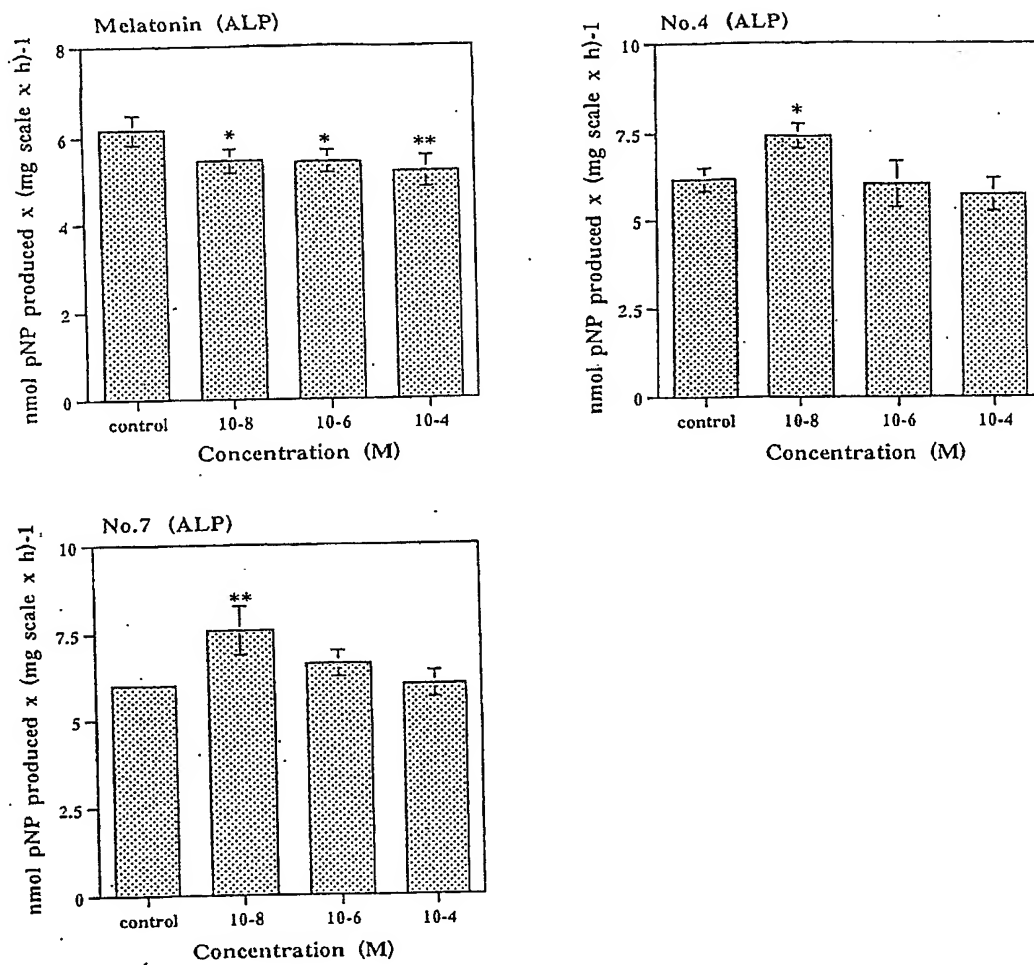 Melatonin (ALP)
nmol pNP produced x (mg scale x h)-1
8
6
4
2
0
* * **
control 10-8 10-6 10-4
Concentration (M)
No.4 (ALP)
nmol pNP produced x (mg scale x h)-1
10
7.5
5
2.5
0
*
control 10-8 10-6 10-4
Concentration (M)
No.7 (ALP)
nmol pNP produced x (mg scale x h)-1
10
7.5
5
2.5
0
**
control 10-8 10-6 10-4
Concentration (M)